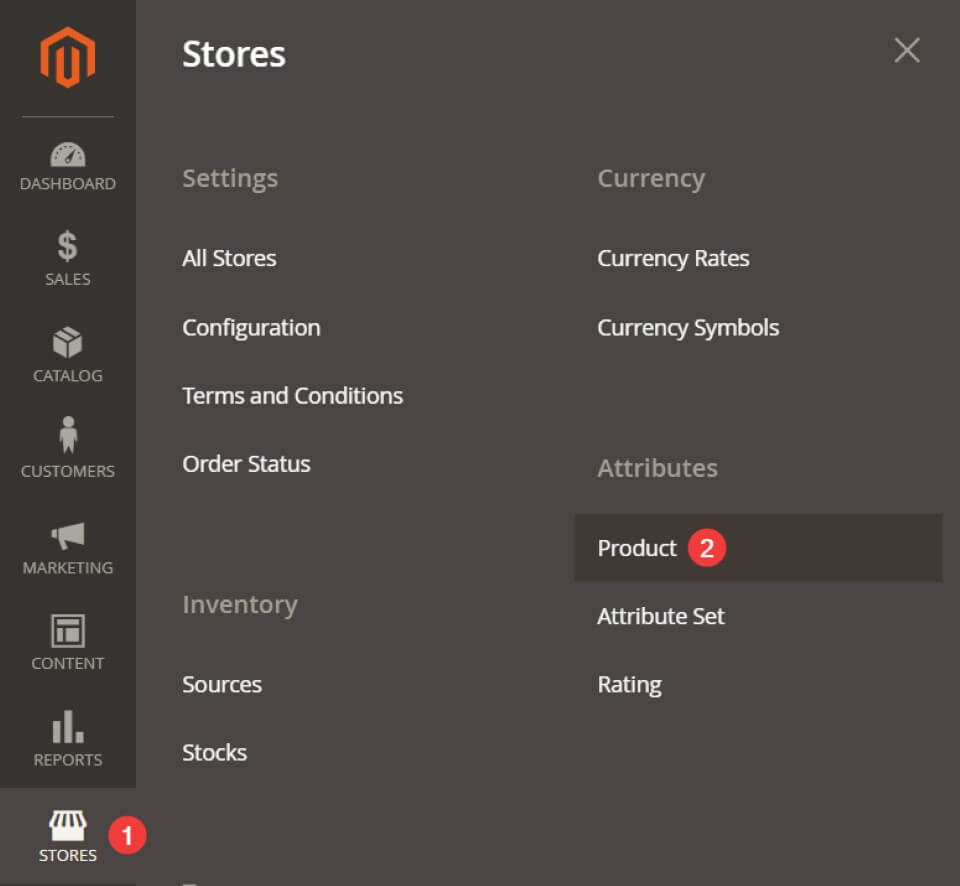 Stores
DASHBOARD
SALES
CATALOG
CUSTOMERS
MARKETING
CONTENT
REPORTS
STORES 1
Settings
All Stores
Configuration
Terms and Conditions
Order Status
Inventory
Sources
Stocks
Currency
Currency Rates
Currency Symbols
Attributes
Product 2
Attribute Set
Rating